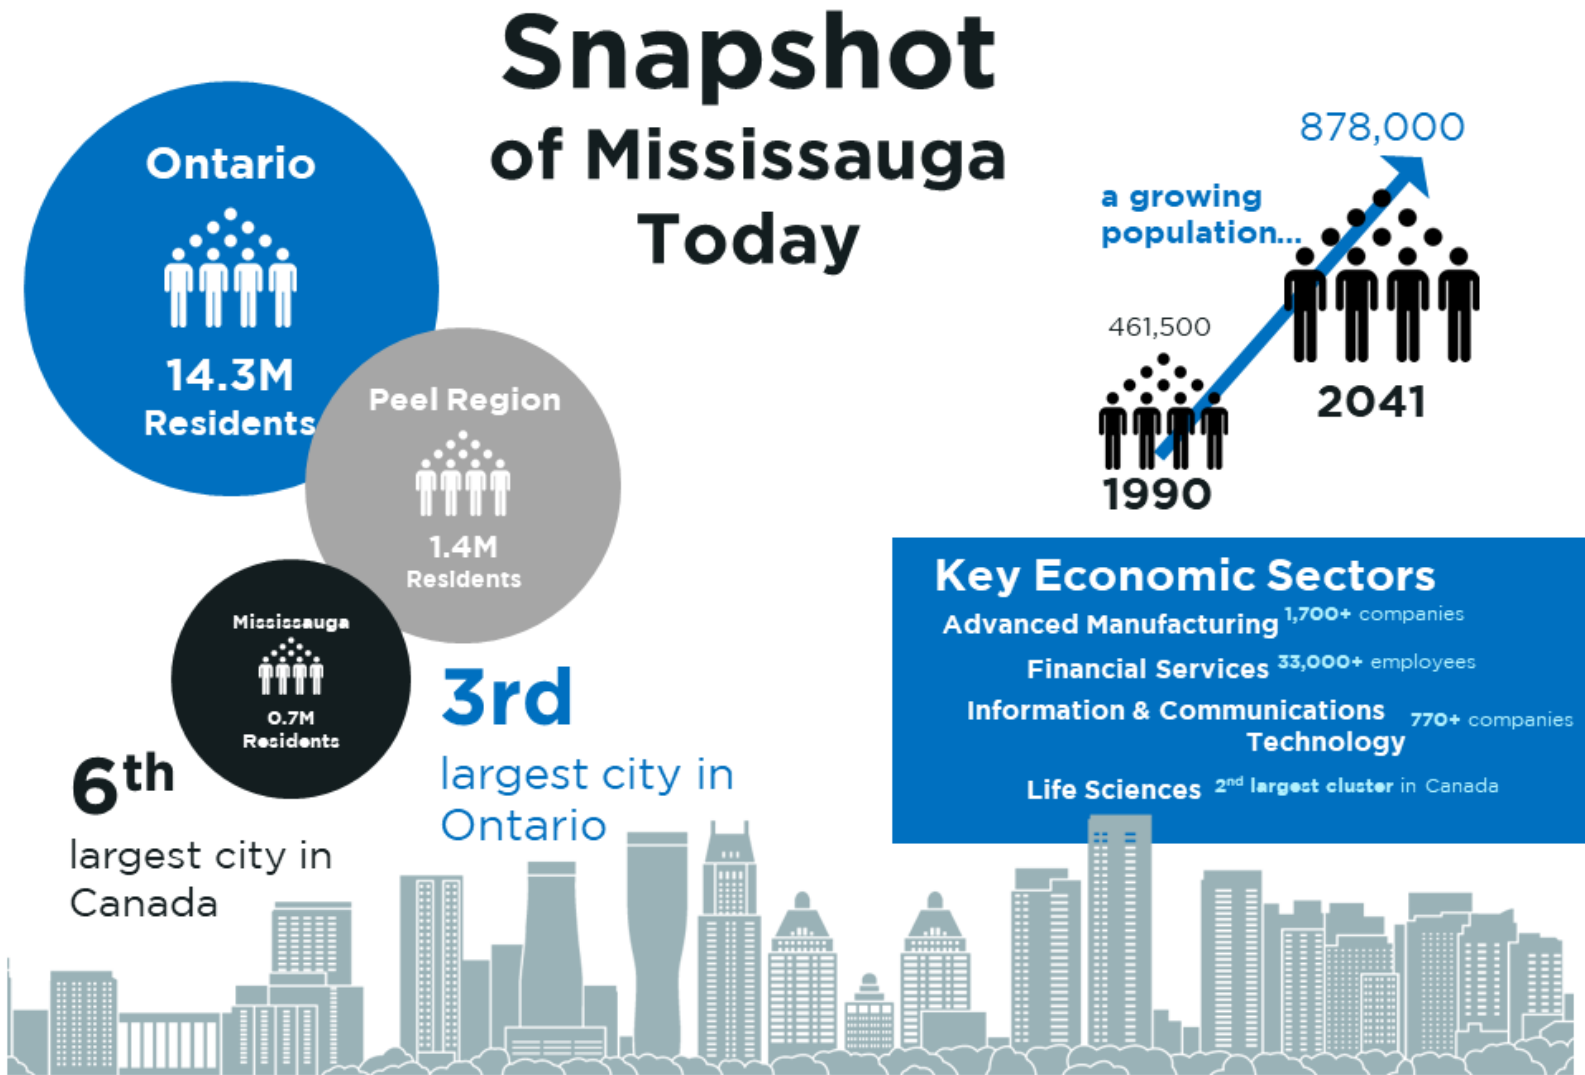 Snapshot
of Mississauga
Today
Ontario
14.3M
Residents
Peel Region
1.4M
Residents
Mississauga
0.7M
Residents
6th
largest city in
Canada
3rd
largest city in
Ontario
a growing
population...
461,500
1990
878,000
2041
Key Economic Sectors
Advanced Manufacturing 1,700+ companies
Financial Services 33,000+ employees
Information & Communications
Technology 770+ companies
Life Sciences 2nd largest cluster in Canada